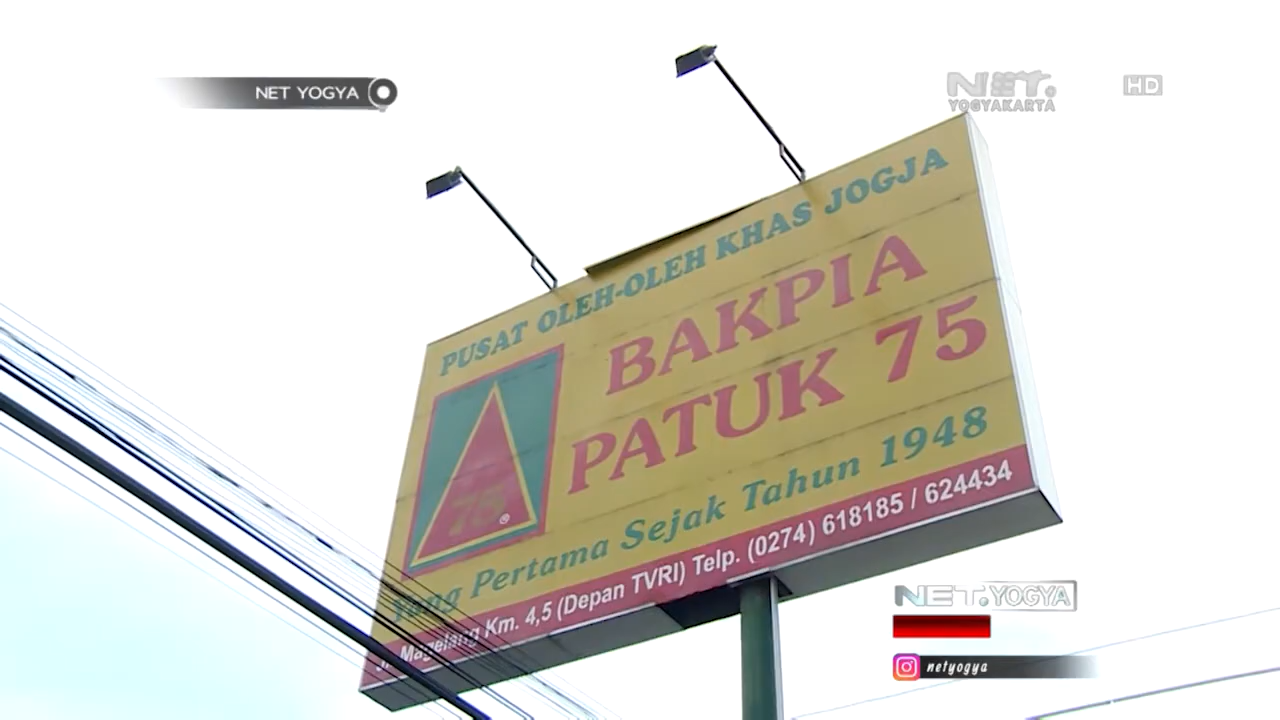 NET YOGYA
NET.
YOGYAKARTA
HD
PUSAT OLEH-OLEH KHAS JOGJA
BAKPIA
PATUK 75
75 ®
Yang Pertama Sejak Tahun 1948
Jl. Magelang Km. 4,5 (Depan TVRI) Telp. (0274) 618185 / 624434
NET. YOGYA
netyogya